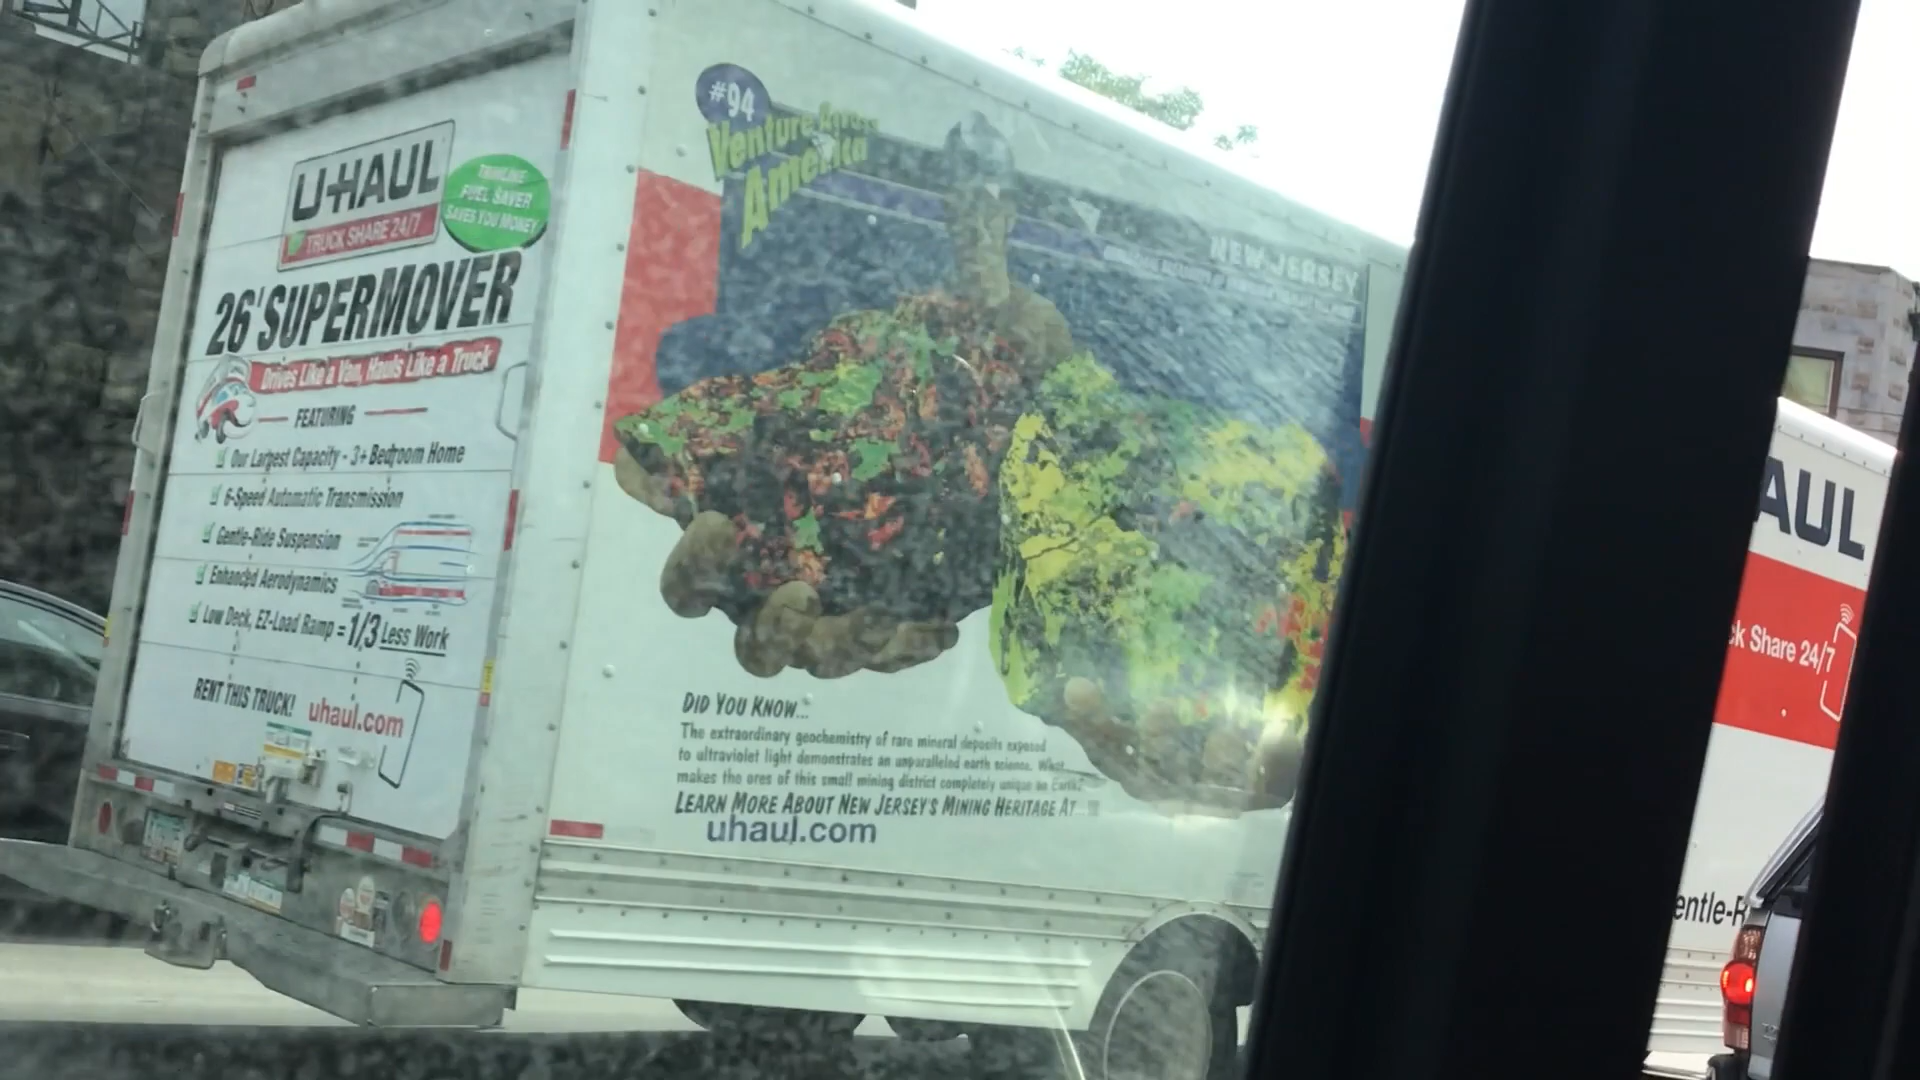 U-HAUL
TRUCK SHARE 24/7
FUEL SAVER
SAVES YOU MONEY
26' SUPERMOVER
Drives Like a Van, Hauls Like a Truck
FEATURING
Our Largest Capacity - 3+ Bedroom Home
6-Speed Automatic Transmission
Gentle-Ride Suspension
Enhanced Aerodynamics
Low Deck, EZ-Load Ramp = 1/3 Less Work
RENT THIS TRUCK! uhaul.com
#94
Venture Across
America
NEW JERSEY
DID YOU KNOW...
The extraordinary geochemistry of rare mineral deposits exposed
to ultraviolet light demonstrates an unparalleled earth science. What
makes the ores of this small mining district completely unique on Earth?
LEARN MORE ABOUT NEW JERSEY'S MINING HERITAGE AT...
uhaul.com
AUL
ck Share 24/7
entle-R